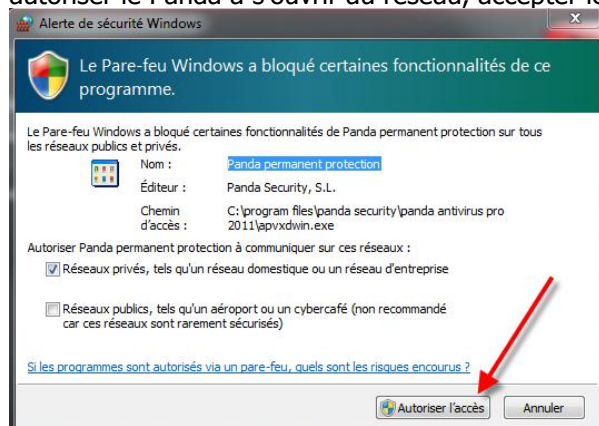 autoriser le Panda à s'ouvrir au réseau, accepter l
Alerte de sécurité Windows
Le Pare-feu Windows a bloqué certaines fonctionnalités de ce
programme.
Le Pare-feu Windows a bloqué certaines fonctionnalités de Panda permanent protection sur tous
les réseaux publics et privés.
Nom : Panda permanent protection
Éditeur : Panda Security, S.L.
Chemin C:\program files\panda security\panda antivirus pro
d'accès : 2011\apvxdwin.exe
Autoriser Panda permanent protection à communiquer sur ces réseaux :
Réseaux privés, tels qu'un réseau domestique ou un réseau d'entreprise
Réseaux publics, tels qu'un aéroport ou un cybercafé (non recommandé
car ces réseaux sont rarement sécurisés)
Si les programmes sont autorisés via un pare-feu, quels sont les risques encourus ?
Autoriser l'accès Annuler